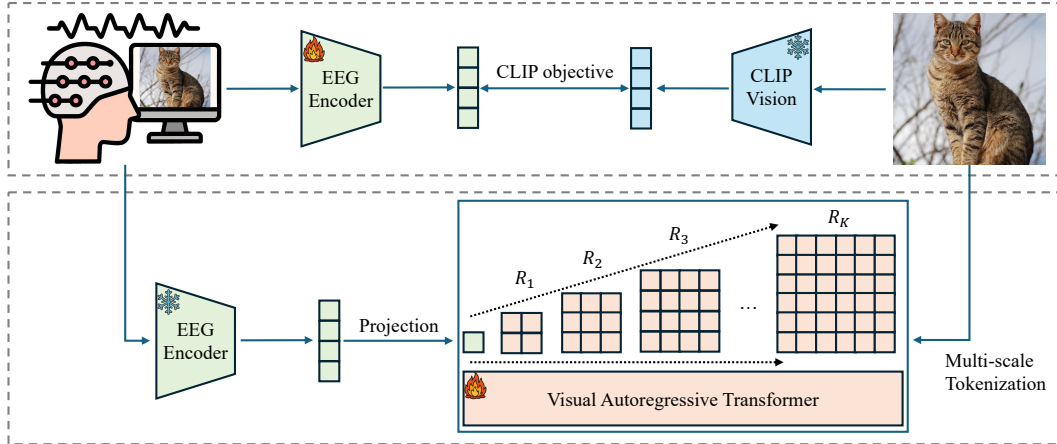 EEG
Encoder
CLIP objective
CLIP
Vision
EEG
Encoder
Projection
R_1
R_2
R_3
R_K
...
Visual Autoregressive Transformer
Multi-scale
Tokenization